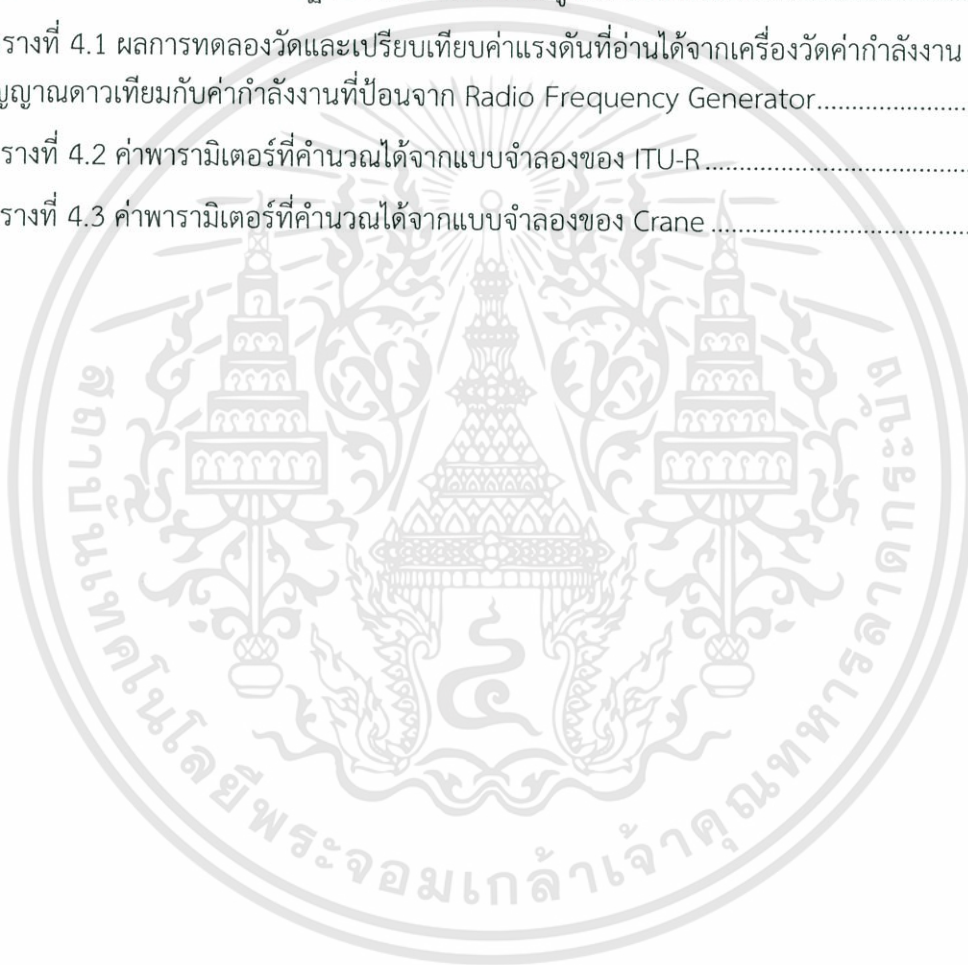 รางที่ 4.1 ผลการทดลองวัดและเปรียบเทียบค่าแรงดันที่อ่านได้จากเครื่องวัดค่ากำลังงาน
ญญาณดาวเทียมกับค่ากำลังงานที่ป้อนจาก Radio Frequency Generator........................
รางที่ 4.2 ค่าพารามิเตอร์ที่คำนวณได้จากแบบจำลองของ ITU-R..........................................
รางที่ 4.3 ค่าพารามิเตอร์ที่คำนวณได้จากแบบจำลองของ Crane.........................................
สถาบันเทคโนโลยีพระจอมเกล้าเจ้าคุณทหารลาดกระบัง